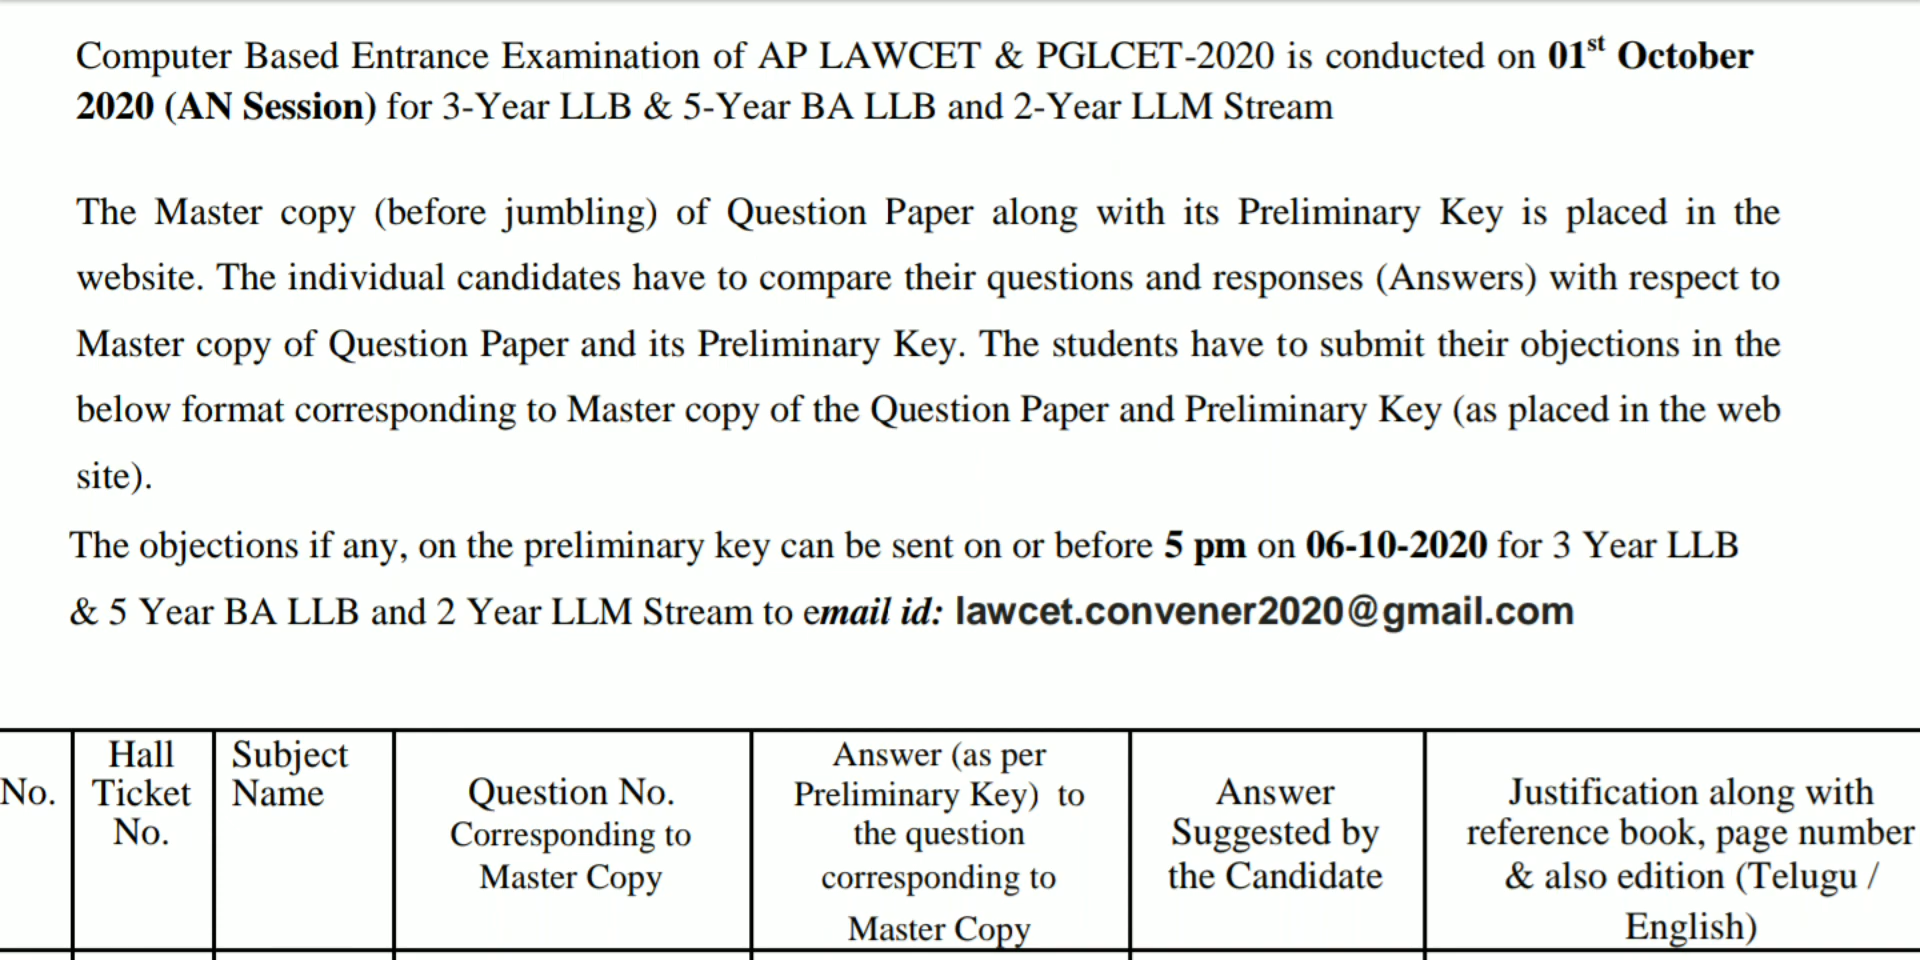 Computer Based Entrance Examination of AP LAWCET & PGLCET-2020 is conducted on 01st October
2020 (AN Session) for 3-Year LLB & 5-Year BA LLB and 2-Year LLM Stream
The Master copy (before jumbling) of Question Paper along with its Preliminary Key is placed in the
website. The individual candidates have to compare their questions and responses (Answers) with respect to
Master copy of Question Paper and its Preliminary Key. The students have to submit their objections in the
below format corresponding to Master copy of the Question Paper and Preliminary Key (as placed in the web
site).
The objections if any, on the preliminary key can be sent on or before 5 pm on 06-10-2020 for 3 Year LLB
& 5 Year BA LLB and 2 Year LLM Stream to email id: lawcet.convener2020@gmail.com
No.
Hall
Ticket
No.
Subject
Name
Question No.
Corresponding to
Master Copy
Answer (as per
Preliminary Key) to
the question
corresponding to
Master Copy
Answer
Suggested by
the Candidate
Justification along with
reference book, page number
& also edition (Telugu /
English)